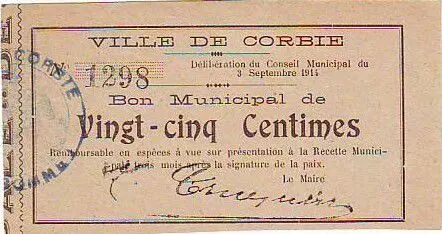 VILLE DE CORBIE
N° 1298
Délibération du Conseil Municipal du
3 Septembre 1914
Bon Municipal de
Vingt-cinq Centimes
Remboursable en espèces à vue sur présentation à la Recette Munici-
pale trois mois après la signature de la paix.
Le Maire
CORBIE
SOMME